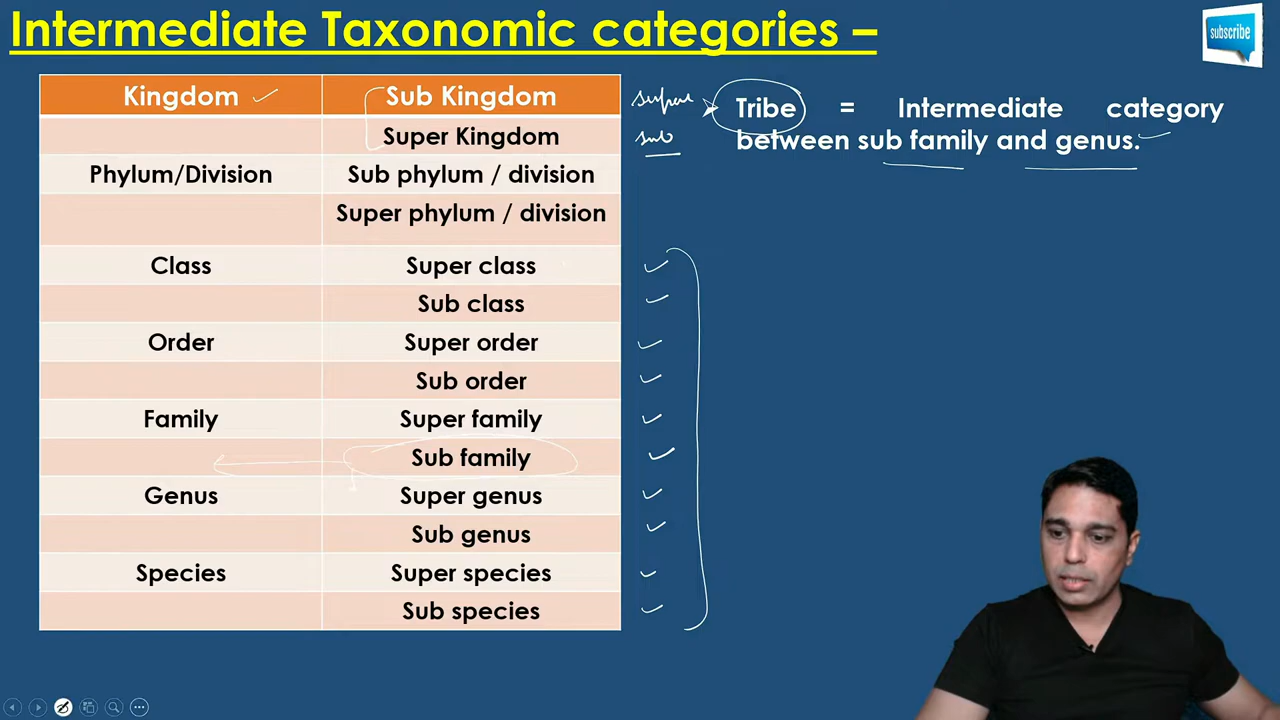 Intermediate Taxonomic categories –
subscribe
Kingdom Sub Kingdom
Super Kingdom
Phylum/Division Sub phylum / division
Super phylum / division
Class Super class
Sub class
Order Super order
Sub order
Family Super family
Sub family
Genus Super genus
Sub genus
Species Super species
Sub species
super
sub
Tribe = Intermediate category
between sub family and genus.